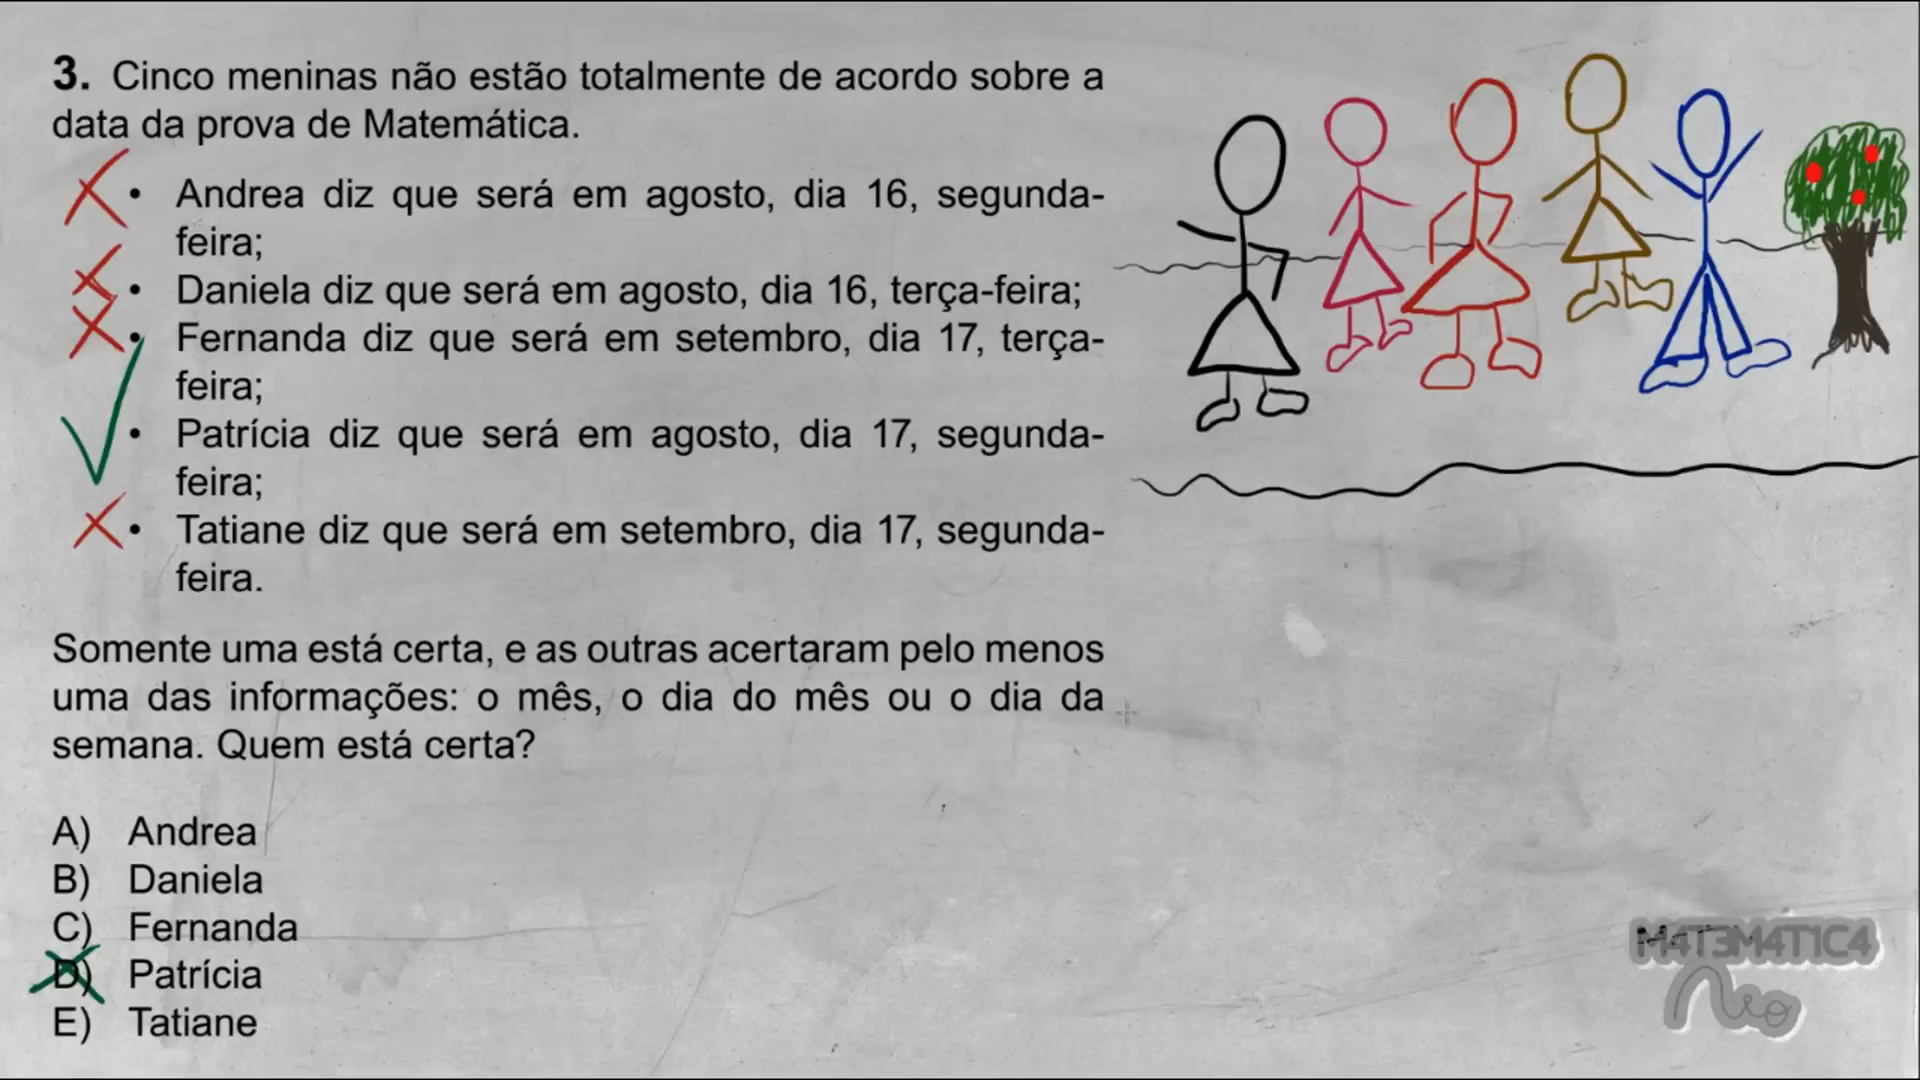 3. Cinco meninas não estão totalmente de acordo sobre a
data da prova de Matemática.
• Andrea diz que será em agosto, dia 16, segunda-
feira;
• Daniela diz que será em agosto, dia 16, terça-feira;
• Fernanda diz que será em setembro, dia 17, terça-
feira;
• Patrícia diz que será em agosto, dia 17, segunda-
feira;
• Tatiane diz que será em setembro, dia 17, segunda-
feira.
Somente uma está certa, e as outras acertaram pelo menos
uma das informações: o mês, o dia do mês ou o dia da
semana. Quem está certa?
A) Andrea
B) Daniela
C) Fernanda
D) Patrícia
E) Tatiane
M4T3M4T1C4
Neo